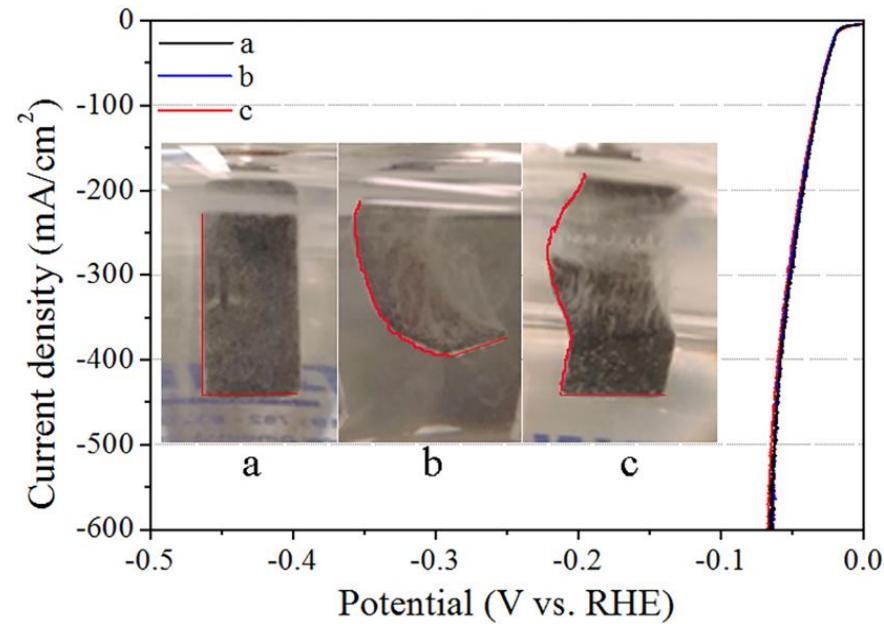 0
-100
-200
-300
-400
-500
-600
Current density (mA/cm²)
a
b
c
a
b
c
-0.5
-0.4
-0.3
-0.2
-0.1
0.0
Potential (V vs. RHE)